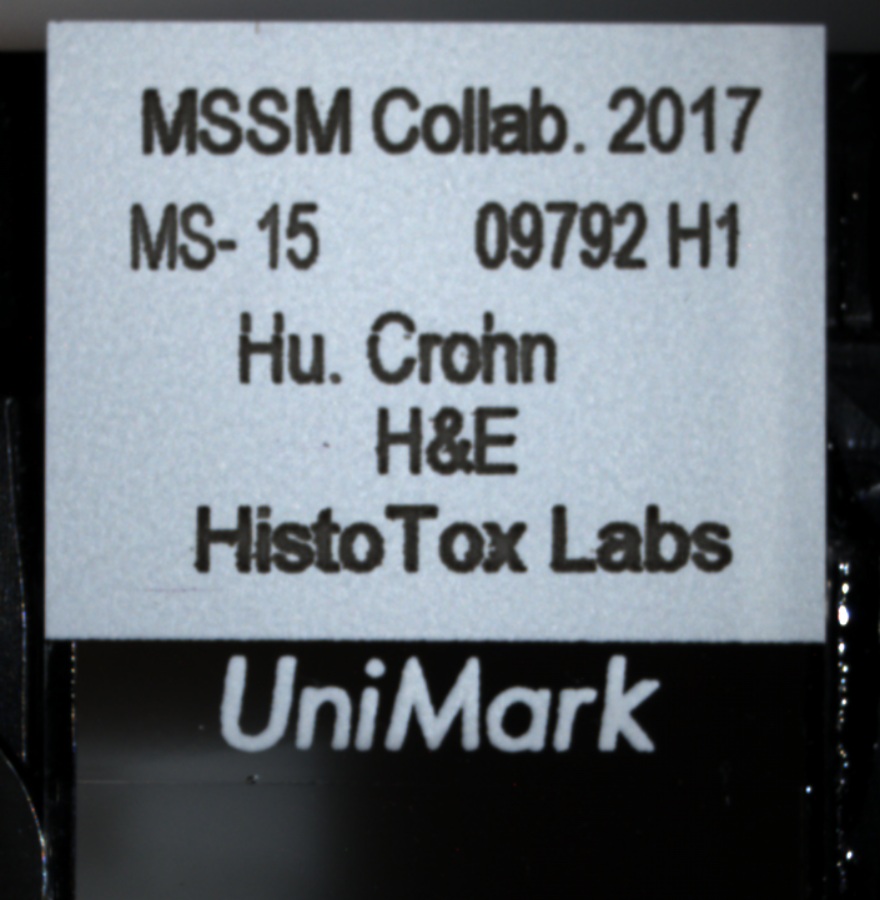 MSSM Collab. 2017
MS- 15 09792 H1
Hu. Crohn
H&E
HistoTox Labs
UniMark